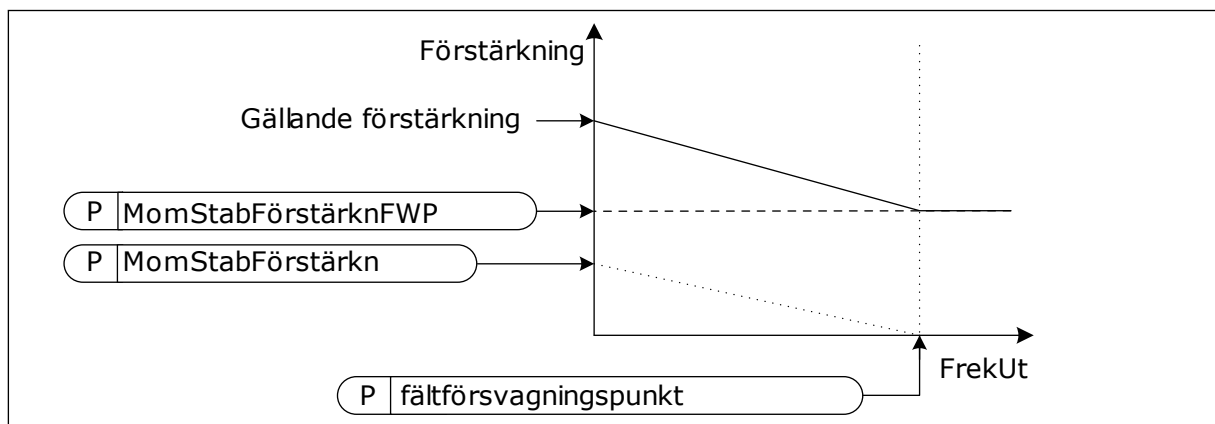 Förstärkning
Gällande förstärkning
P MomStabFörstärknFWP
P MomStabFörstärkn
FrekUt
P fältförsvagningspunkt